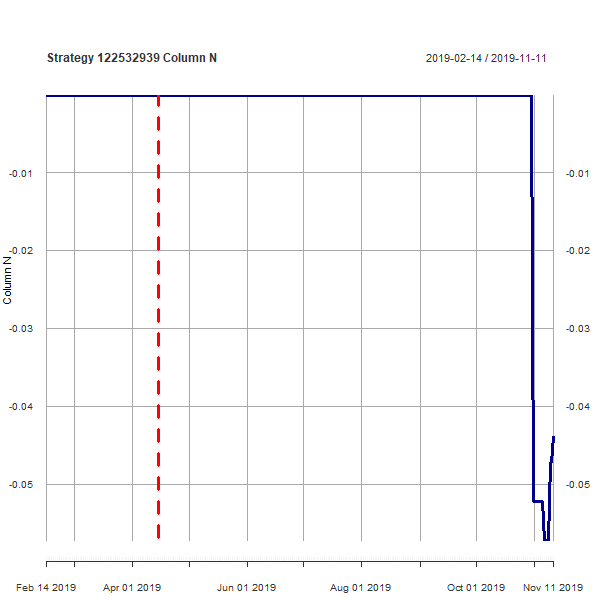 Strategy 122532939 Column N
2019-02-14 / 2019-11-11
Column N
-0.01
-0.02
-0.03
-0.04
-0.05
-0.01
-0.02
-0.03
-0.04
-0.05
Feb 14 2019
Apr 01 2019
Jun 01 2019
Aug 01 2019
Oct 01 2019
Nov 11 2019